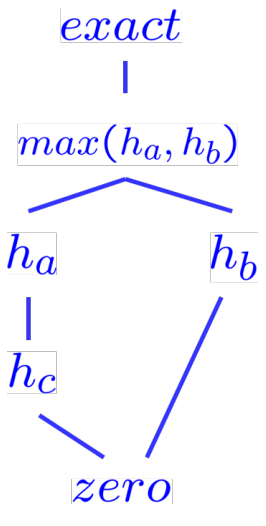 exact
max(h_a, h_b)
h_a h_b
h_c
zero